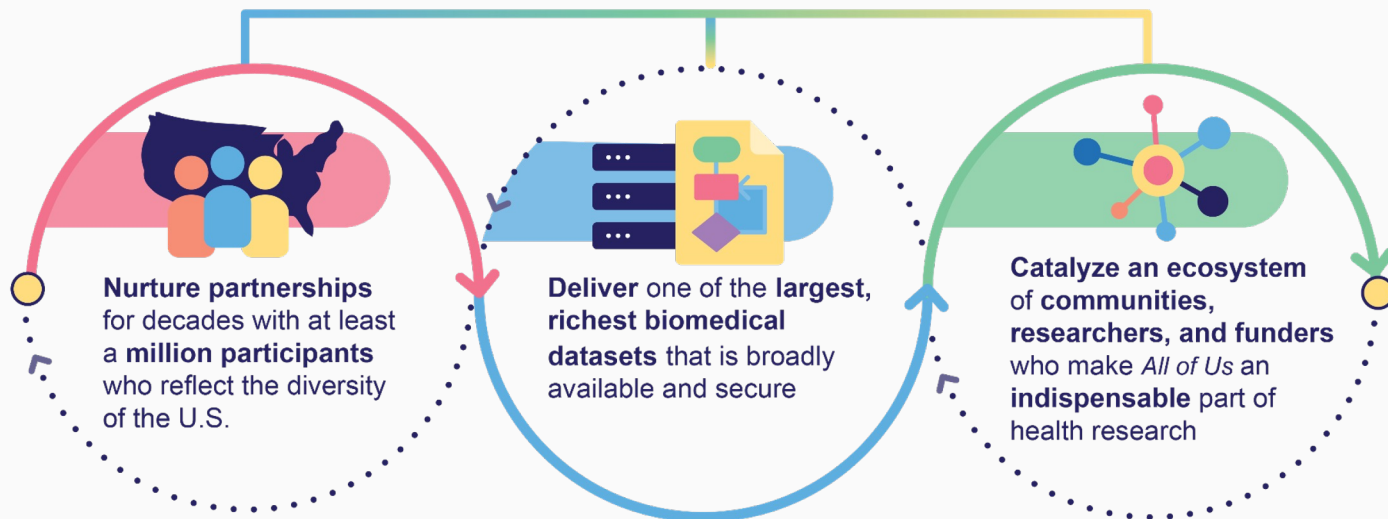 Nurture partnerships
for decades with at least
a million participants
who reflect the diversity
of the U.S.
Deliver one of the largest,
richest biomedical
datasets that is broadly
available and secure
Catalyze an ecosystem
of communities,
researchers, and funders
who make All of Us an
indispensable part of
health research